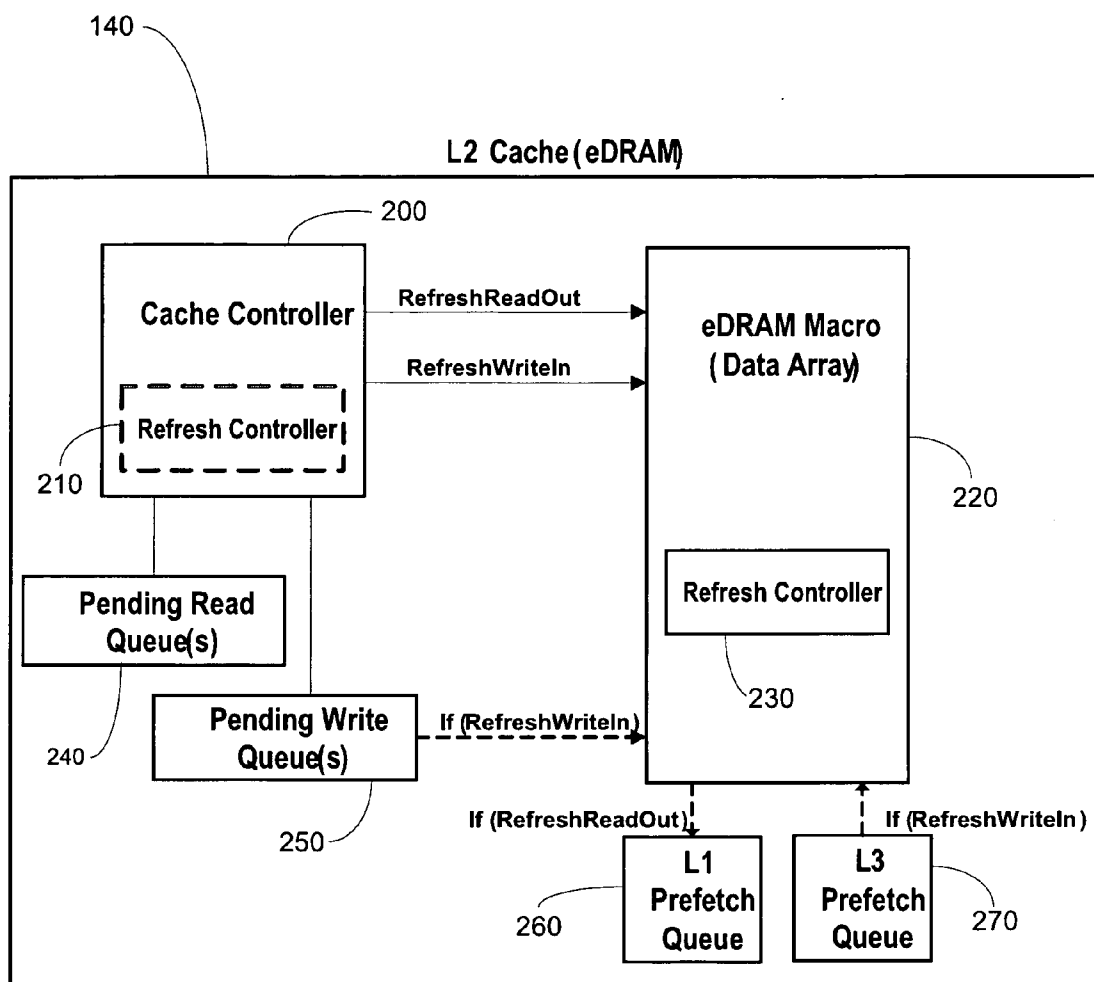 140
L2 Cache (eDRAM)
200
Cache Controller
RefreshReadOut
RefreshWriteIn
eDRAM Macro
(Data Array)
Refresh Controller
210
220
Pending Read
Queue(s)
Refresh Controller
230
240
Pending Write
Queue(s)
If (RefreshWriteIn)
250
If (RefreshReadOut)
If (RefreshWriteIn)
L1
Prefetch
Queue
L3
Prefetch
Queue
260
270